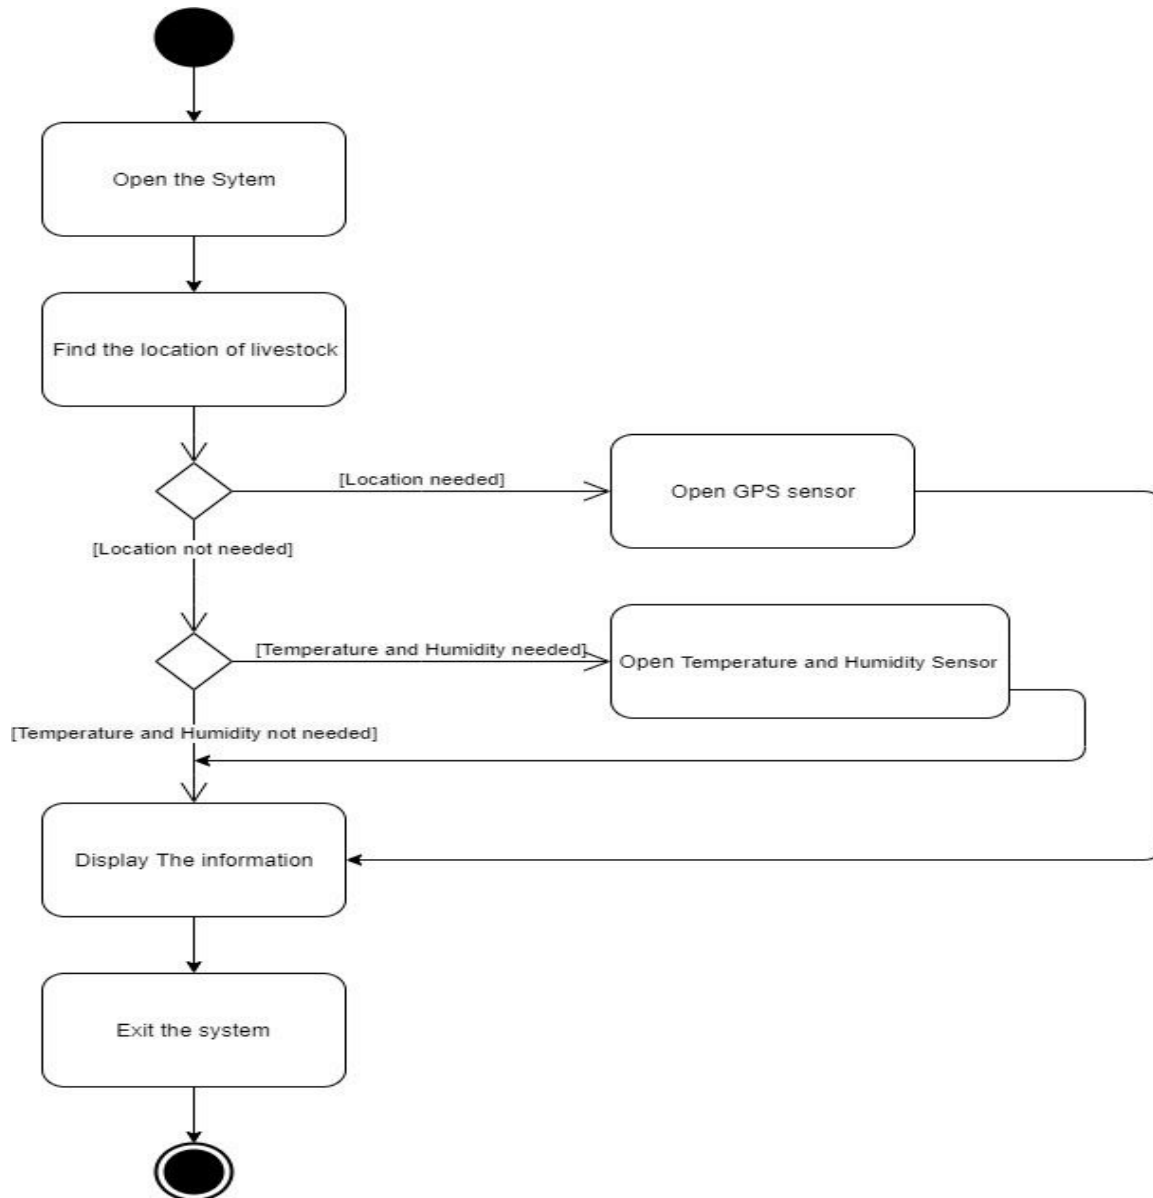 Open the Sytem
Find the location of livestock
[Location needed]
Open GPS sensor
[Location not needed]
[Temperature and Humidity needed]
Open Temperature and Humidity Sensor
[Temperature and Humidity not needed]
Display The information
Exit the system